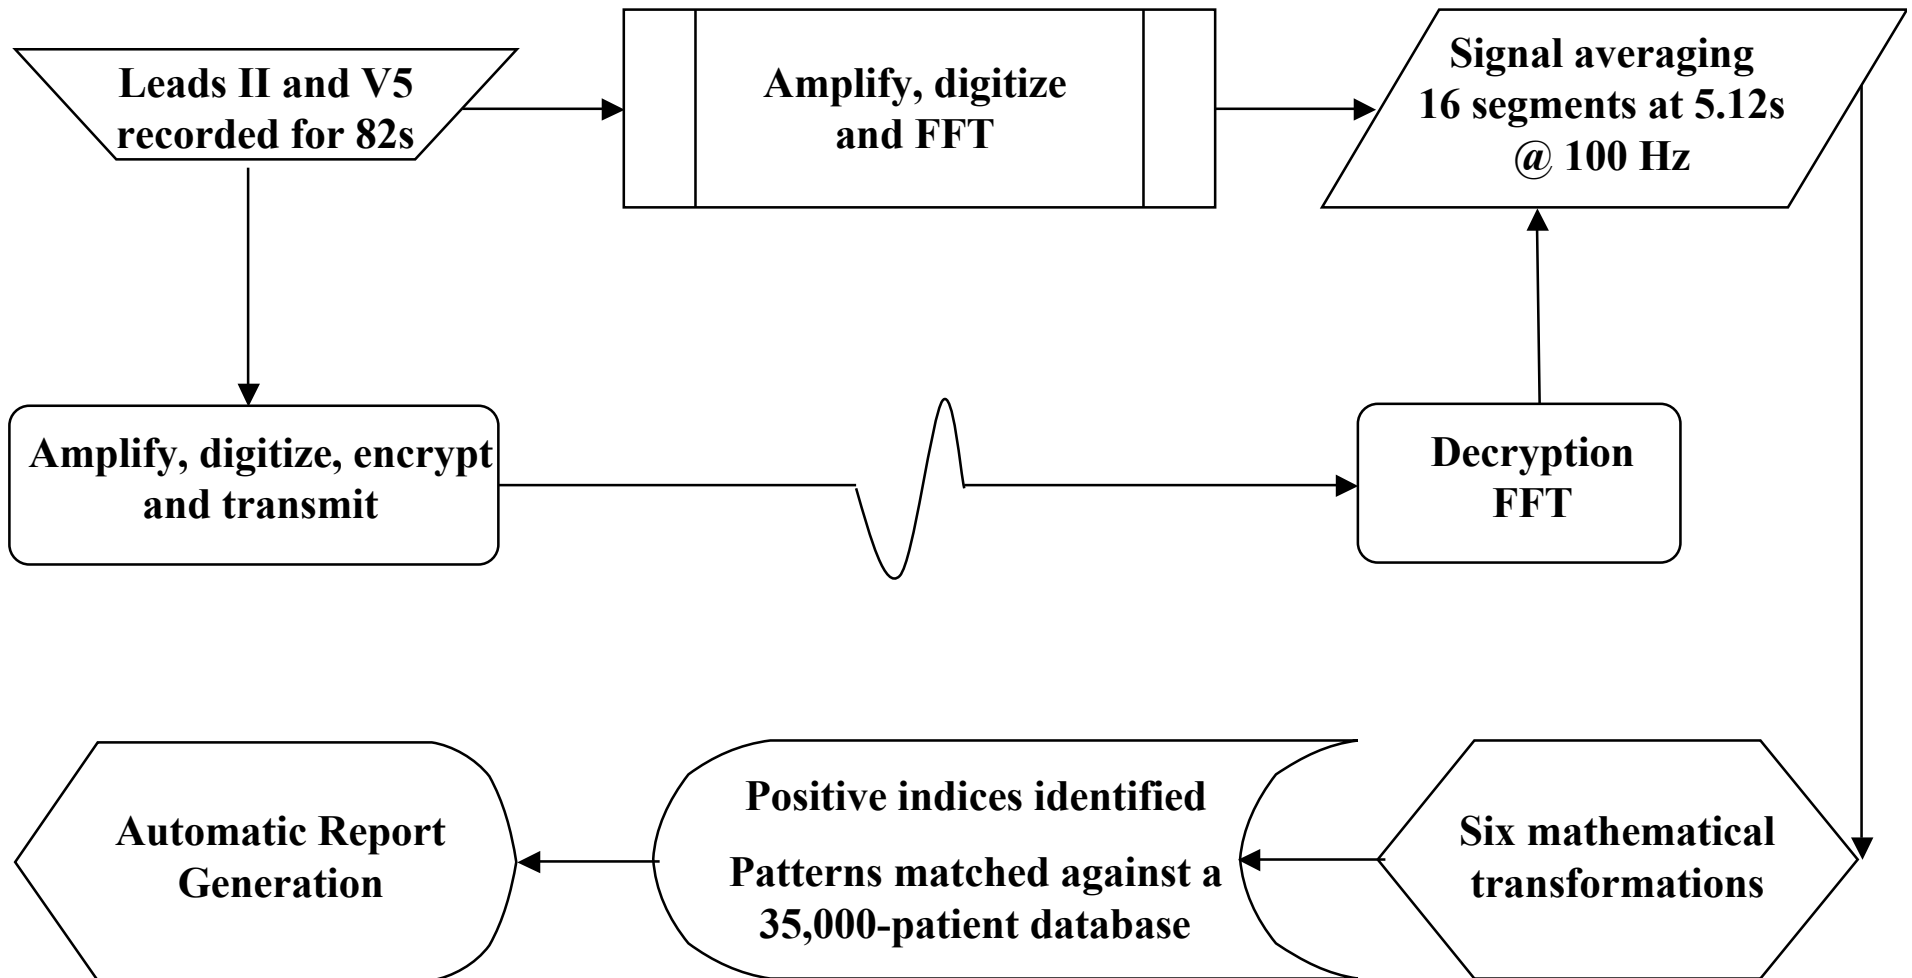 Leads II and V5
recorded for 82s
Amplify, digitize
and FFT
Signal averaging
16 segments at 5.12s
@ 100 Hz
Amplify, digitize, encrypt
and transmit
Decryption
FFT
Automatic Report
Generation
Positive indices identified
Patterns matched against a
35,000-patient database
Six mathematical
transformations